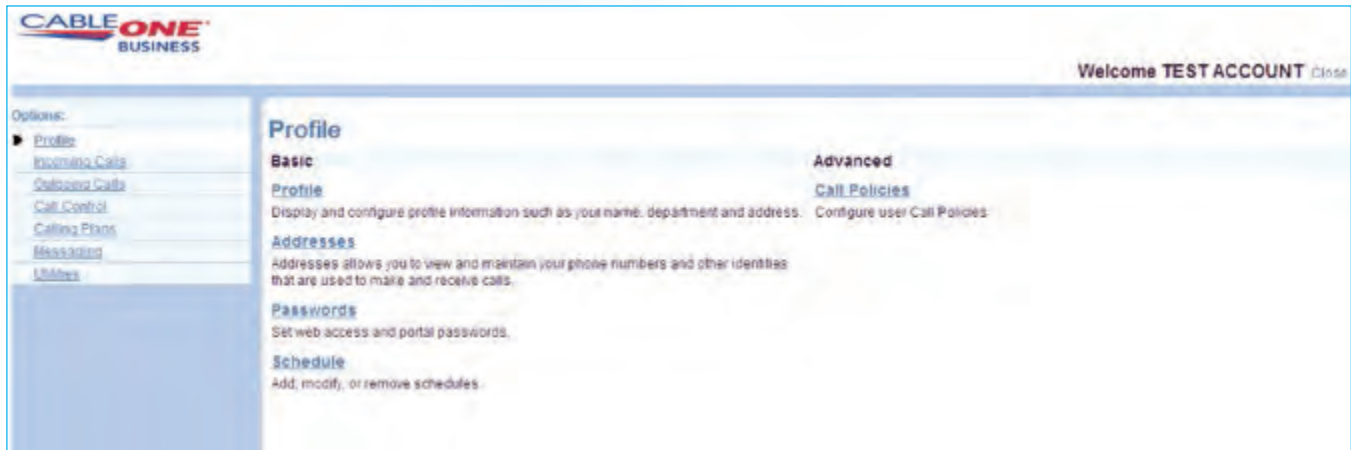 CABLE ONE
BUSINESS
Welcome TEST ACCOUNT Close
Options:
Profile
Incoming Calls
Outgoing Calls
Call Control
Calling Plans
Messaging
Utilities
Profile
Basic
Profile
Display and configure profile information such as your name, department and address.
Addresses
Addresses allows you to view and maintain your phone numbers and other identities
that are used to make and receive calls.
Passwords
Set web access and portal passwords.
Schedule
Add, modify, or remove schedules.
Advanced
Call Policies
Configure user Call Policies